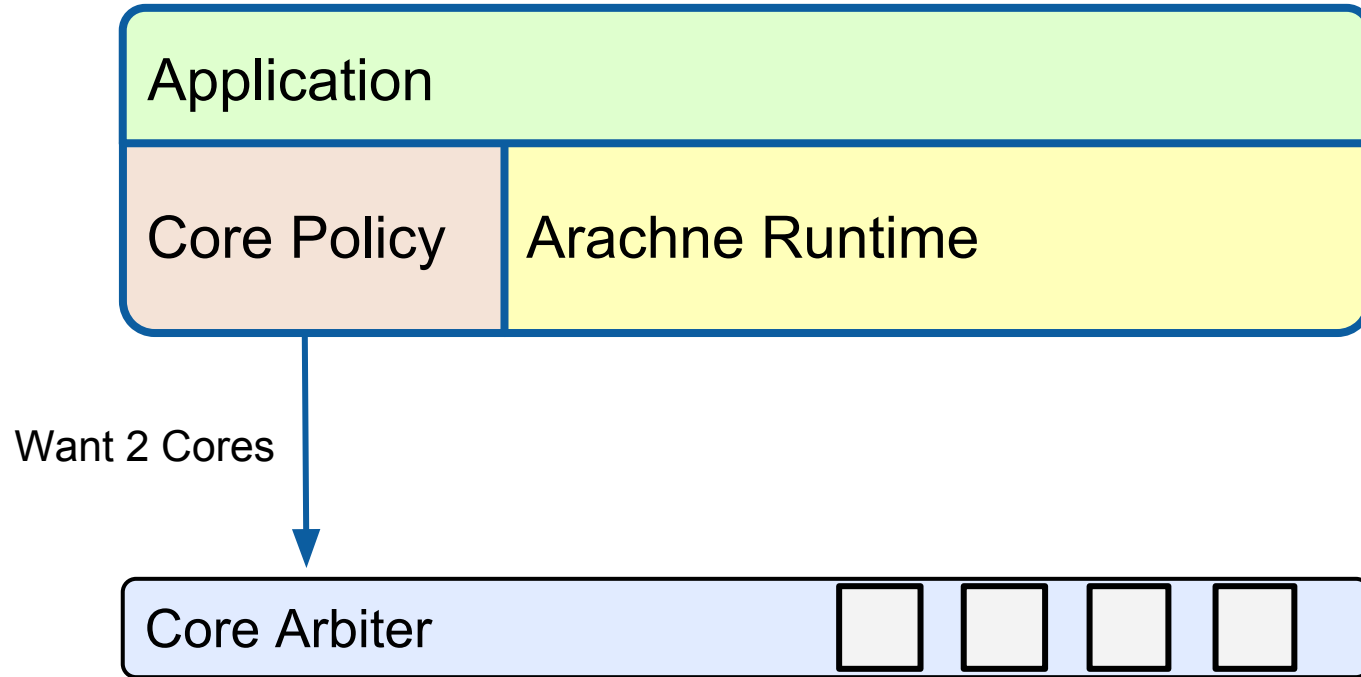 Application
Core Policy
Arachne Runtime
Want 2 Cores
Core Arbiter